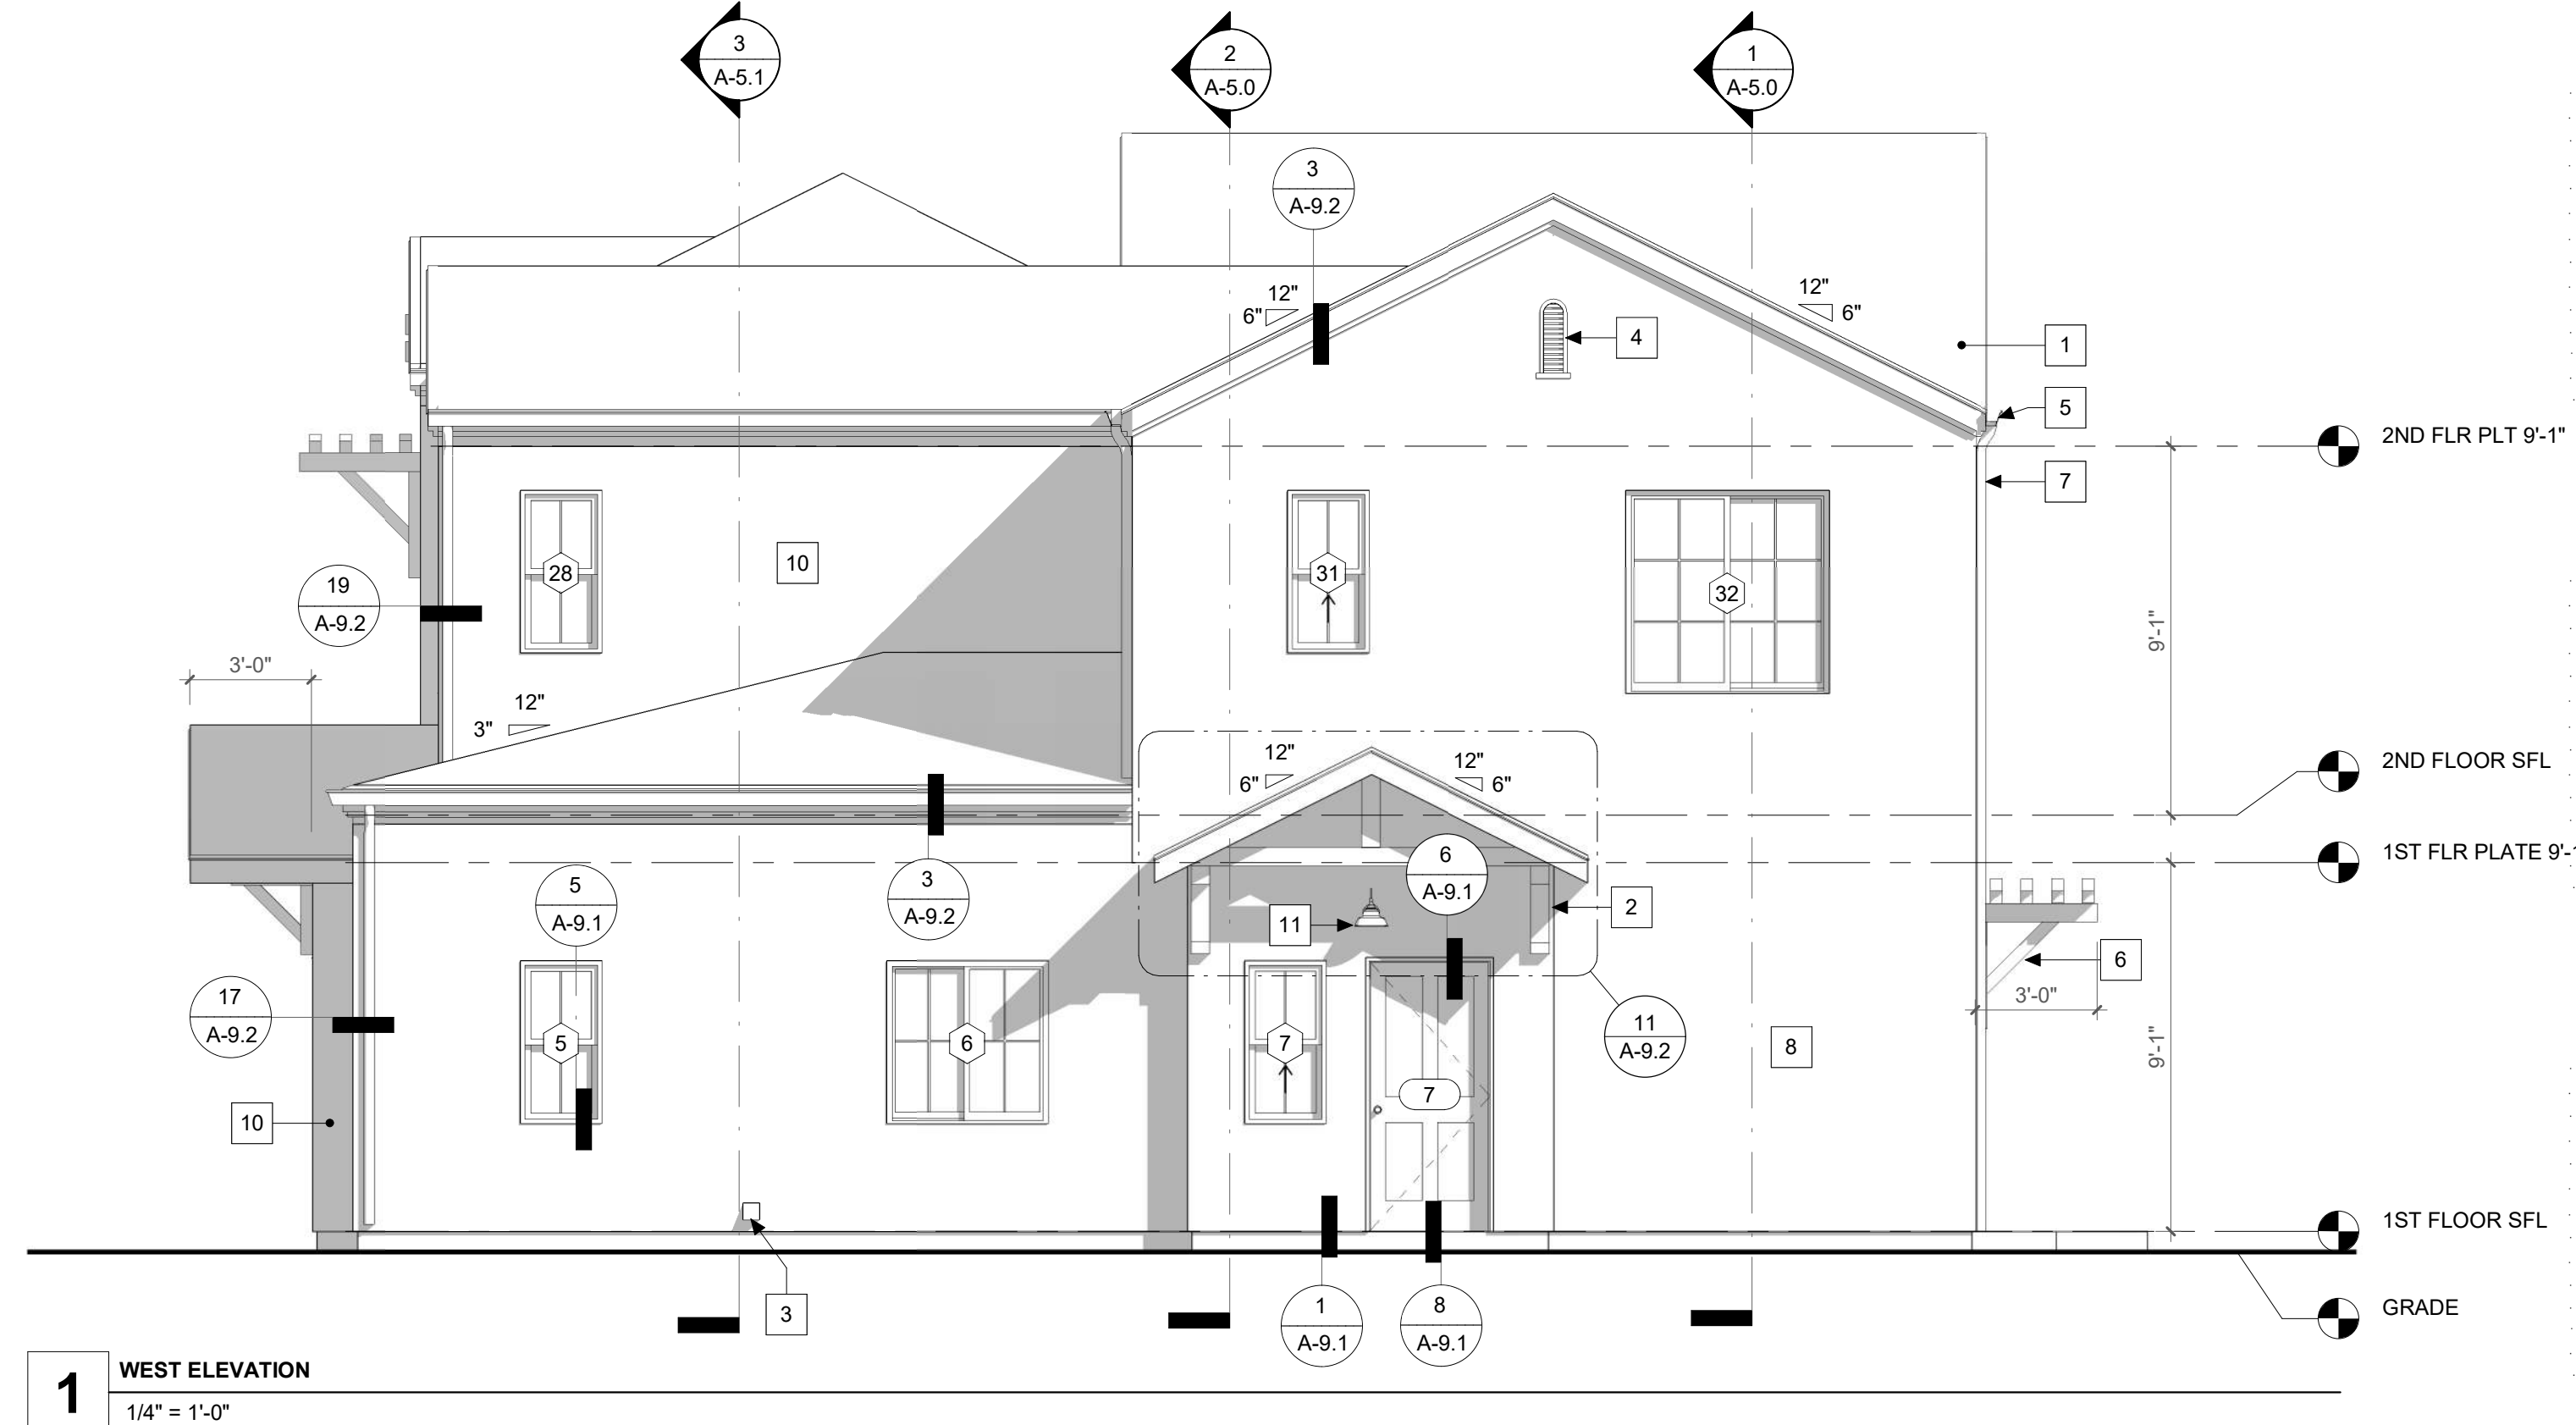 3
A-5.1
2
A-5.0
1
A-5.0
3
A-9.2
12"
6"
12"
6"
4
1
5
2ND FLR PLT 9'-1"
7
10
28
31
32
19
A-9.2
9'-1"
3'-0"
12"
3"
12"
6"
12"
6"
2ND FLOOR SFL
1ST FLR PLATE 9'-1
6
A-9.1
5
A-9.1
3
A-9.2
11
2
6
3'-0"
17
A-9.2
5
6
7
11
A-9.2
8
9'-1"
7
10
1ST FLOOR SFL
3
1
A-9.1
8
A-9.1
GRADE
1
WEST ELEVATION
1/4" = 1'-0"